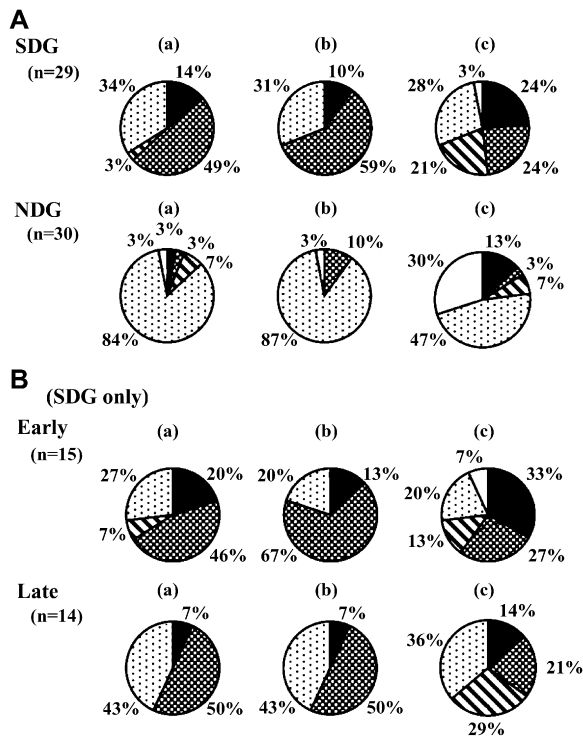 A
SDG (a) (b) (c)
(n=29)
34% 14% 31% 10% 28% 3% 24%
3% 49% 59% 21% 24%
NDG (a) (b) (c)
(n=30)
3% 3% 3% 7% 3% 10% 30% 13% 3% 7%
84% 87% 47%
B
(SDG only)
Early (a) (b) (c)
(n=15)
27% 20% 20% 13% 7% 33%
20%
7% 46% 67% 13% 27%
Late (a) (b) (c)
(n=14)
7% 7% 14%
36% 21%
43% 50% 43% 50% 29%